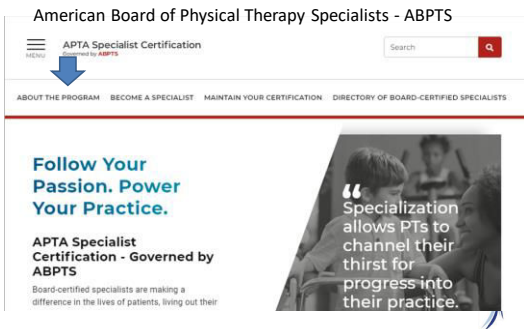 American Board of Physical Therapy Specialists - ABPTS
APTA Specialist Certification
Governed by ABPTS
MENU
Search
ABOUT THE PROGRAM BECOME A SPECIALIST MAINTAIN YOUR CERTIFICATION DIRECTORY OF BOARD-CERTIFIED SPECIALISTS
Follow Your
Passion. Power
Your Practice.
APTA Specialist
Certification - Governed by
ABPTS
Board-certified specialists are making a
difference in the lives of patients, living out their
“
Specialization
allows PTs to
channel their
thirst for
progress into
their practice.